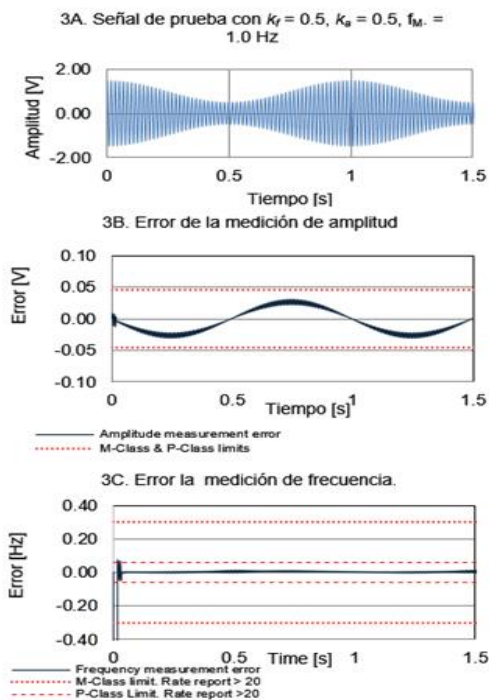 3A. Señal de prueba con kf = 0.5, ka = 0.5, fM. =
1.0 Hz
Amplitud [V]
2.00
0.00
-2.00
0
0.5
1
1.5
Tiempo [s]
3B. Error de la medición de amplitud
Error [V]
0.10
0.05
0.00
-0.05
-0.10
0
0.5
1
1.5
Tiempo [s]
Amplitude measurement error
M-Class & P-Class limits
3C. Error la medición de frecuencia.
Error [Hz]
0.40
0.20
0.00
-0.20
-0.40
0
0.5
1
1.5
Time [s]
Frequency measurement error
M-Class limit. Rate report > 20
P-Class Limit. Rate report >20